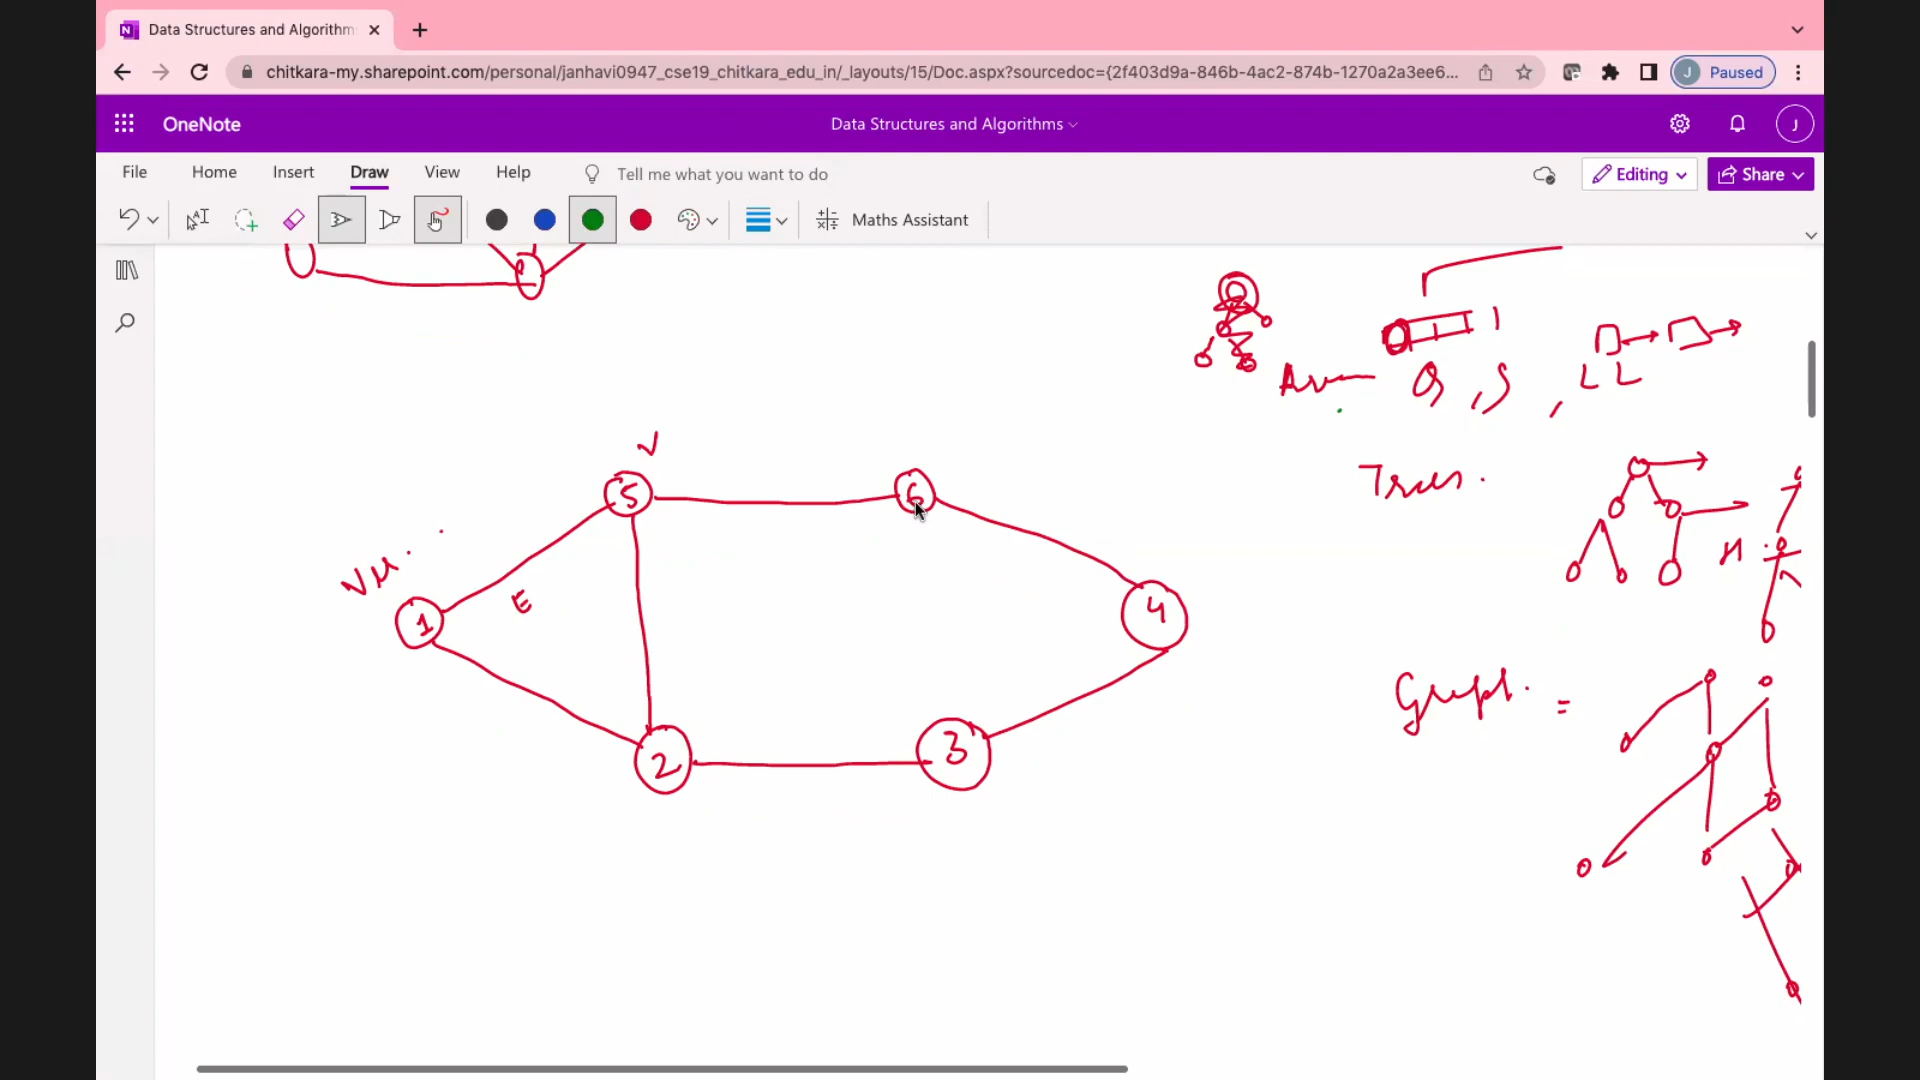 Data Structures and Algorithm
chitkara-my.sharepoint.com/personal/janhavi0947_cse19_chitkara_edu_in/_layouts/15/Doc.aspx?sourcedoc={2f403d9a-846b-4ac2-874b-1270a2a3ee6...
J Paused
OneNote
Data Structures and Algorithms
J
File Home Insert Draw View Help Tell me what you want to do
Editing Share
Maths Assistant
Q, S, LL
V
5 6
Trees.
E
1 4
2 3
=